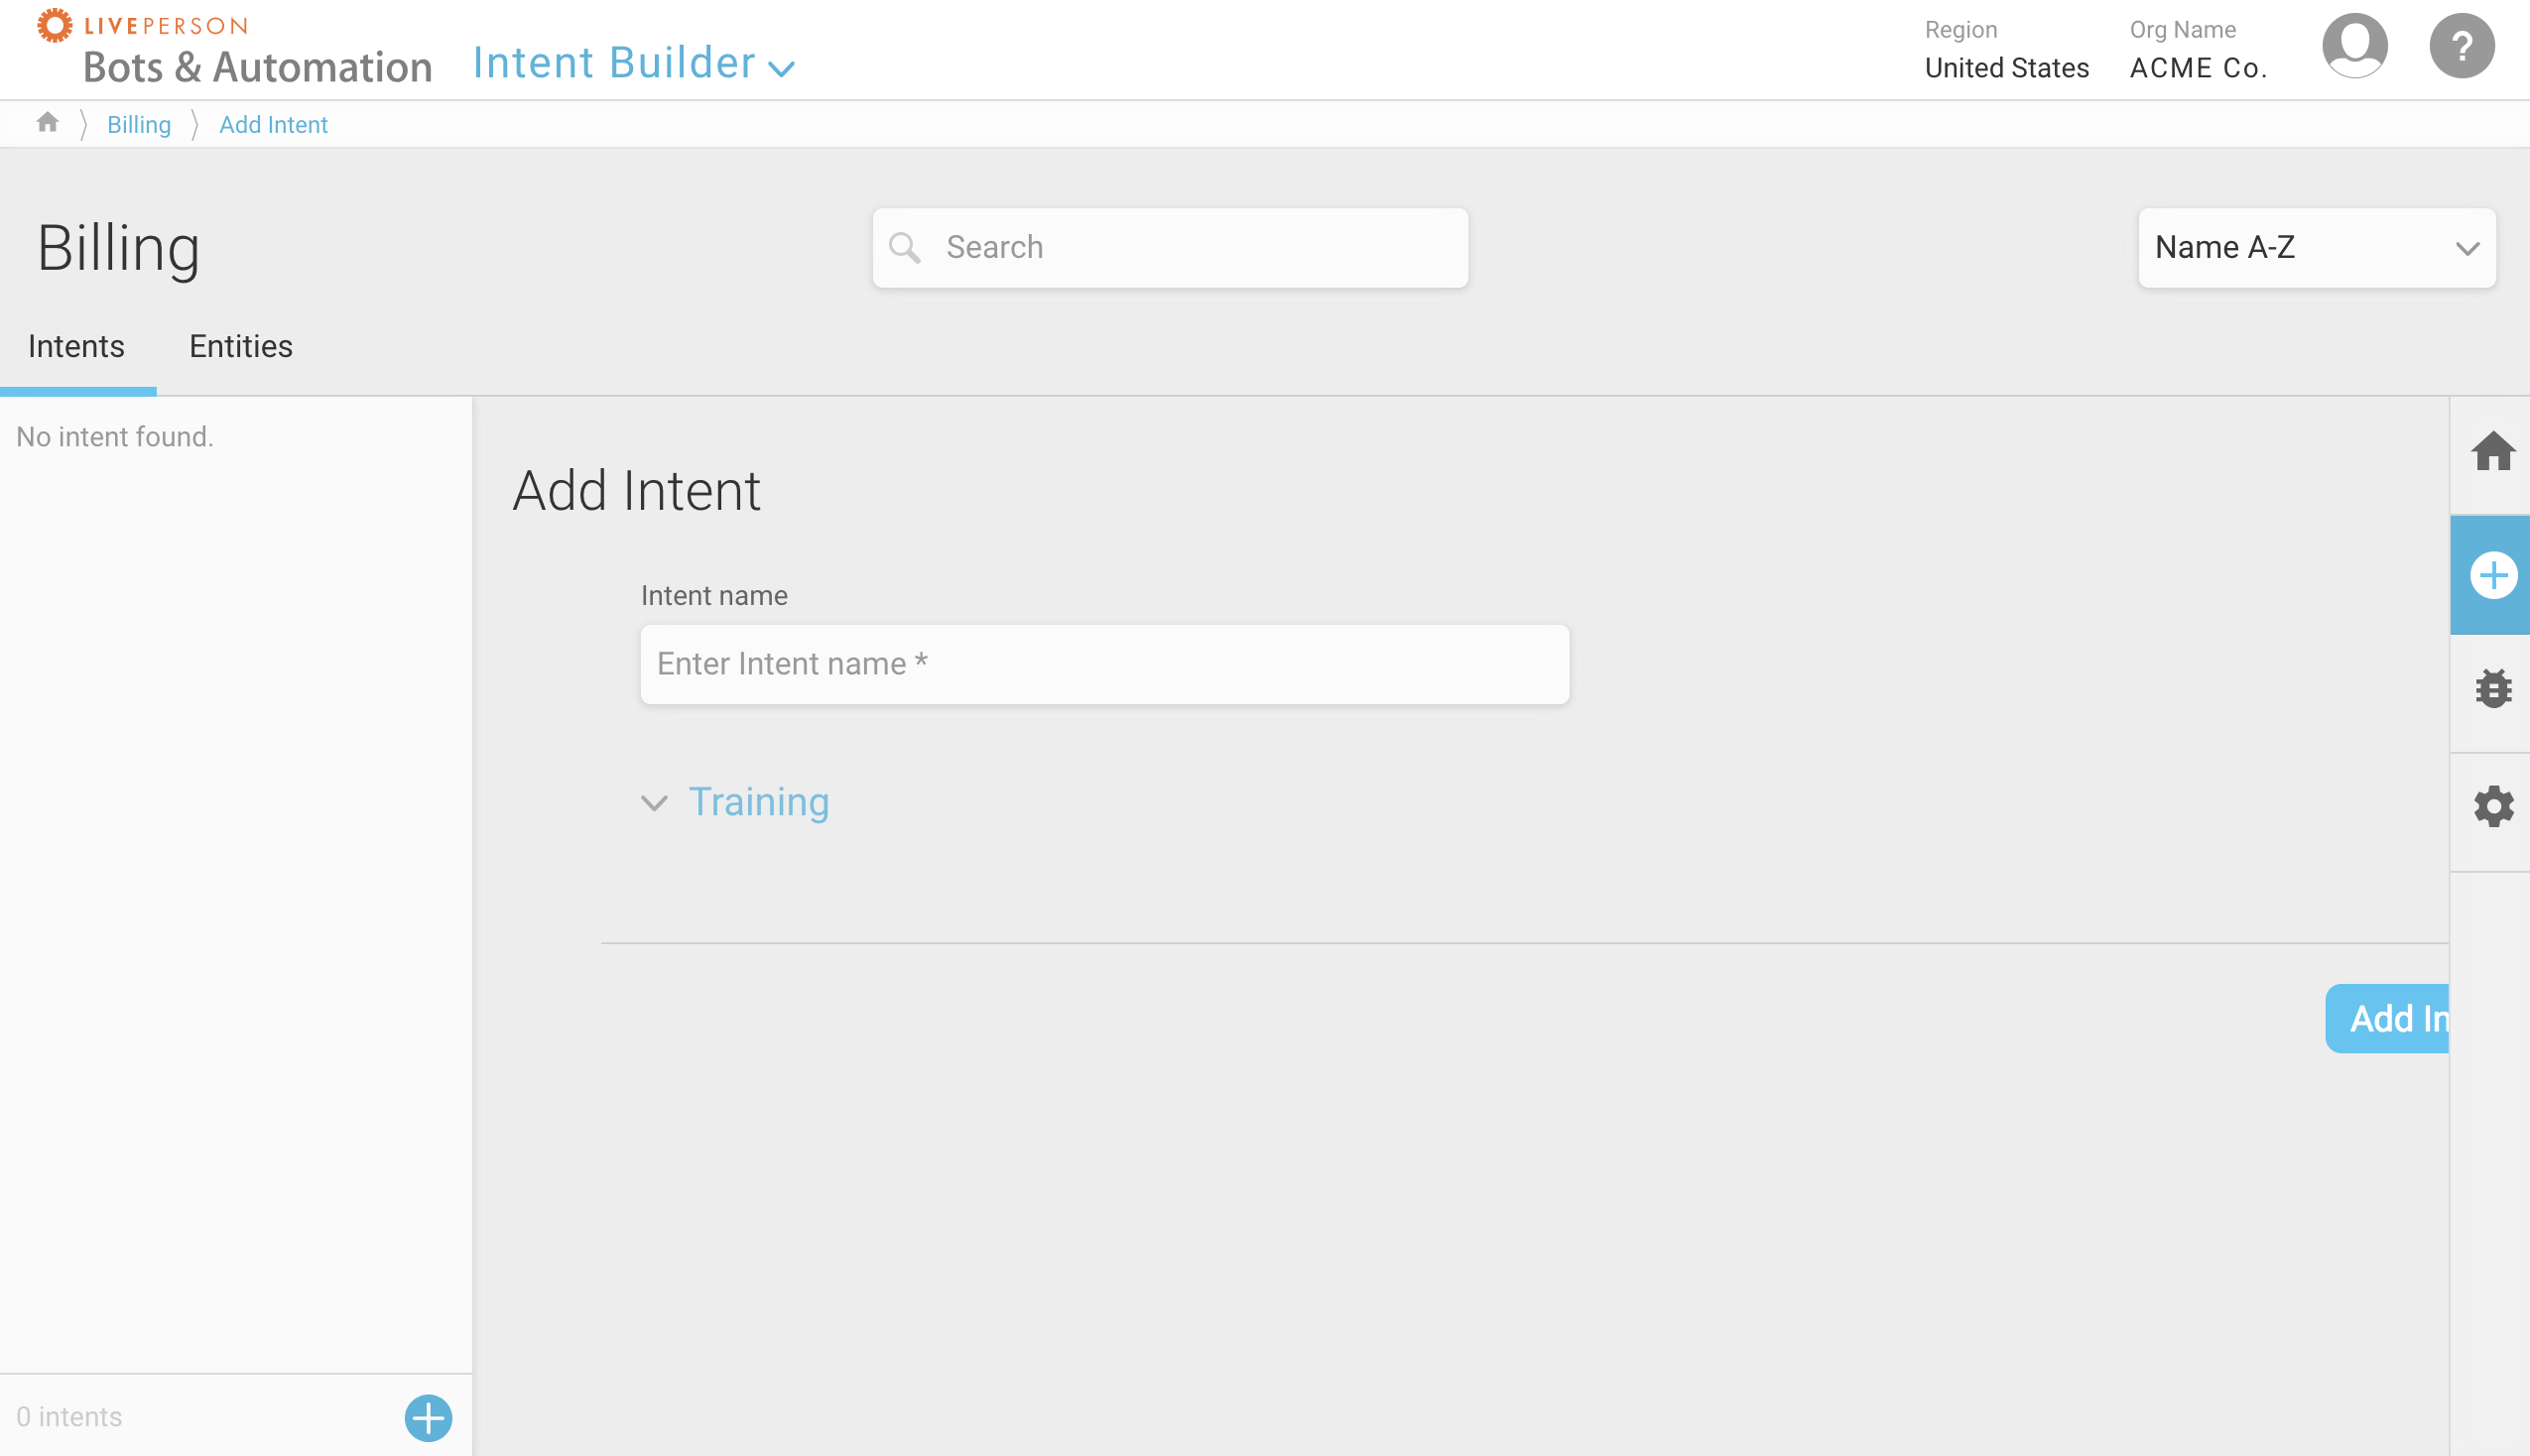 LIVEPERSON
Bots & Automation
Intent Builder
Region
United States
Org Name
ACME Co.
?
Billing
Add Intent
Billing
Search
Name A-Z
Intents
Entities
No intent found.
Add Intent
Intent name
Enter Intent name *
Training
Add In
0 intents